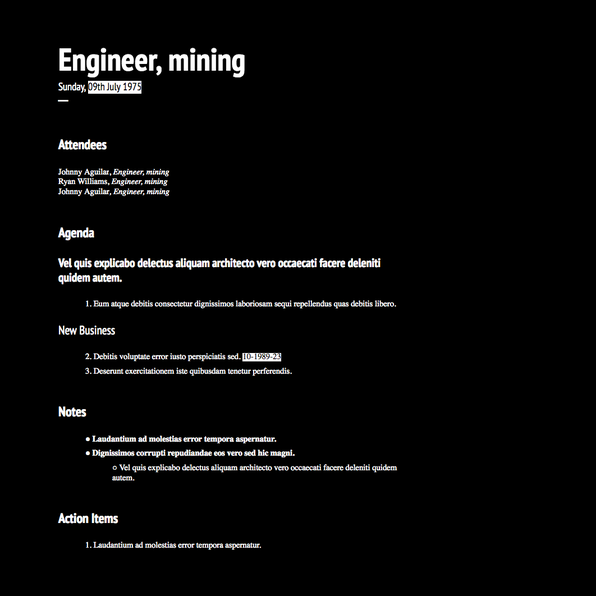 Engineer, mining
Sunday, 09th July 1975
Attendees
Johnny Aguilar, Engineer, mining
Ryan Williams, Engineer, mining
Johnny Aguilar, Engineer, mining
Agenda
Vel quis explicabo delectus aliquam architecto vero occaecati facere deleniti
quidem autem.
1. Eum atque debitis consectetur dignissimos laboriosam sequi repellendus quas debitis libero.
New Business
2. Debitis voluptate error iusto perspiciatis sed. 10-1989-23
3. Deserunt exercitationem iste quibusdam tenetur perferendis.
Notes
● Laudantium ad molestias error tempora aspernatur.
● Dignissimos corrupti repudiandae eos vero sed hic magni.
○ Vel quis explicabo delectus aliquam architecto vero occaecati facere deleniti quidem
autem.
Action Items
1. Laudantium ad molestias error tempora aspernatur.